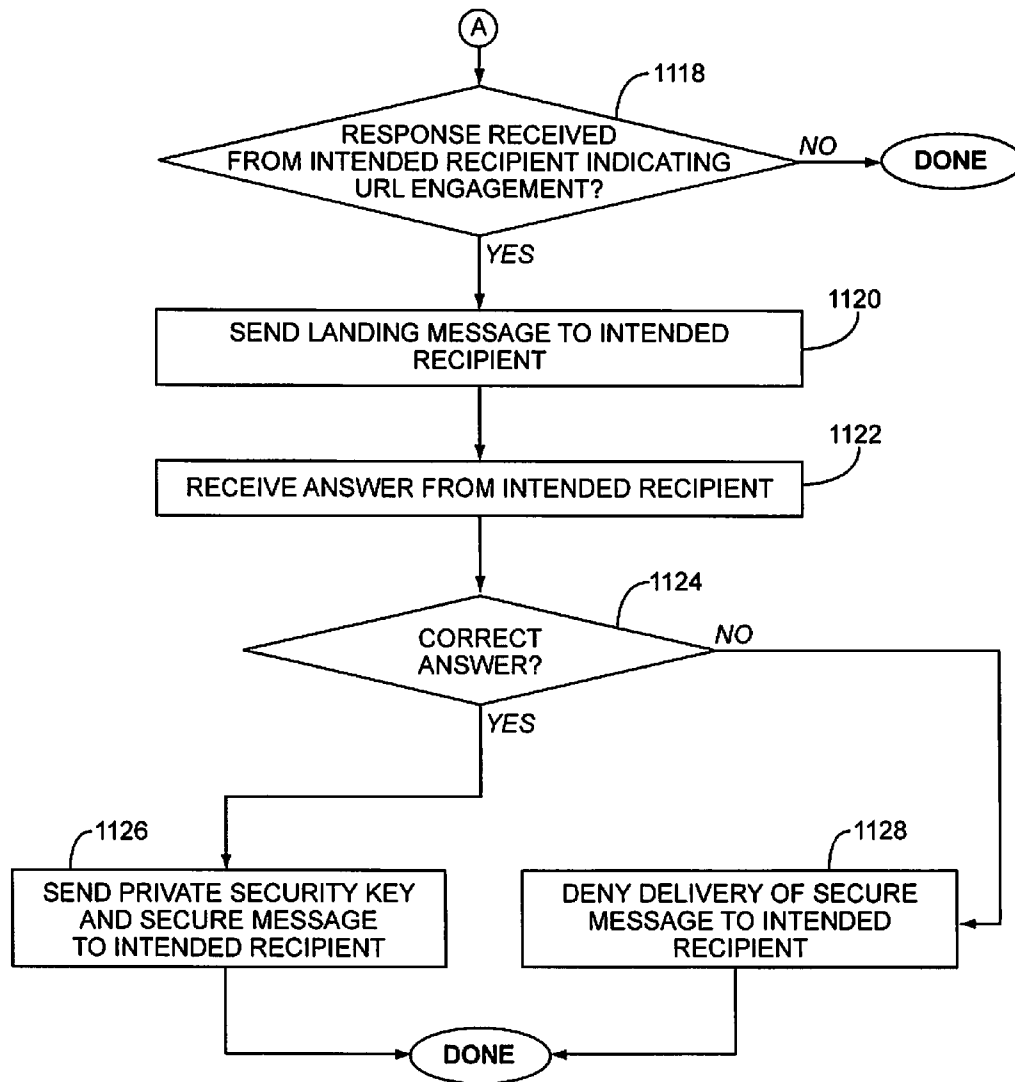 A
1118
RESPONSE RECEIVED
FROM INTENDED RECIPIENT INDICATING
URL ENGAGEMENT?
NO
DONE
YES
1120
SEND LANDING MESSAGE TO INTENDED
RECIPIENT
1122
RECEIVE ANSWER FROM INTENDED RECIPIENT
1124
CORRECT
ANSWER?
NO
YES
1126
SEND PRIVATE SECURITY KEY
AND SECURE MESSAGE
TO INTENDED RECIPIENT
1128
DENY DELIVERY OF SECURE
MESSAGE TO INTENDED
RECIPIENT
DONE